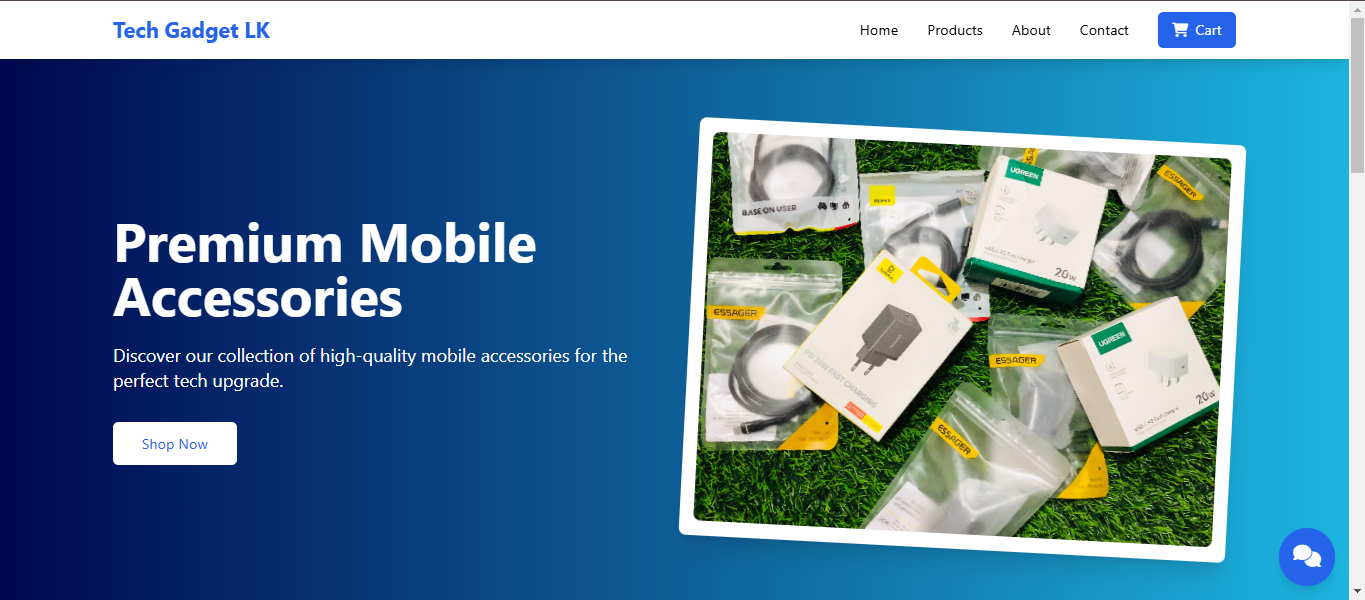 Tech Gadget LK
Home
Products
About
Contact
Cart
Premium Mobile
Accessories
Discover our collection of high-quality mobile accessories for the
perfect tech upgrade.
Shop Now
BASE ON USER
UGREEN
20W
ESSAGER
ESSAGER
PD 20W FAST CHARGING
ESSAGER
UGREEN
20W
ESSAGER